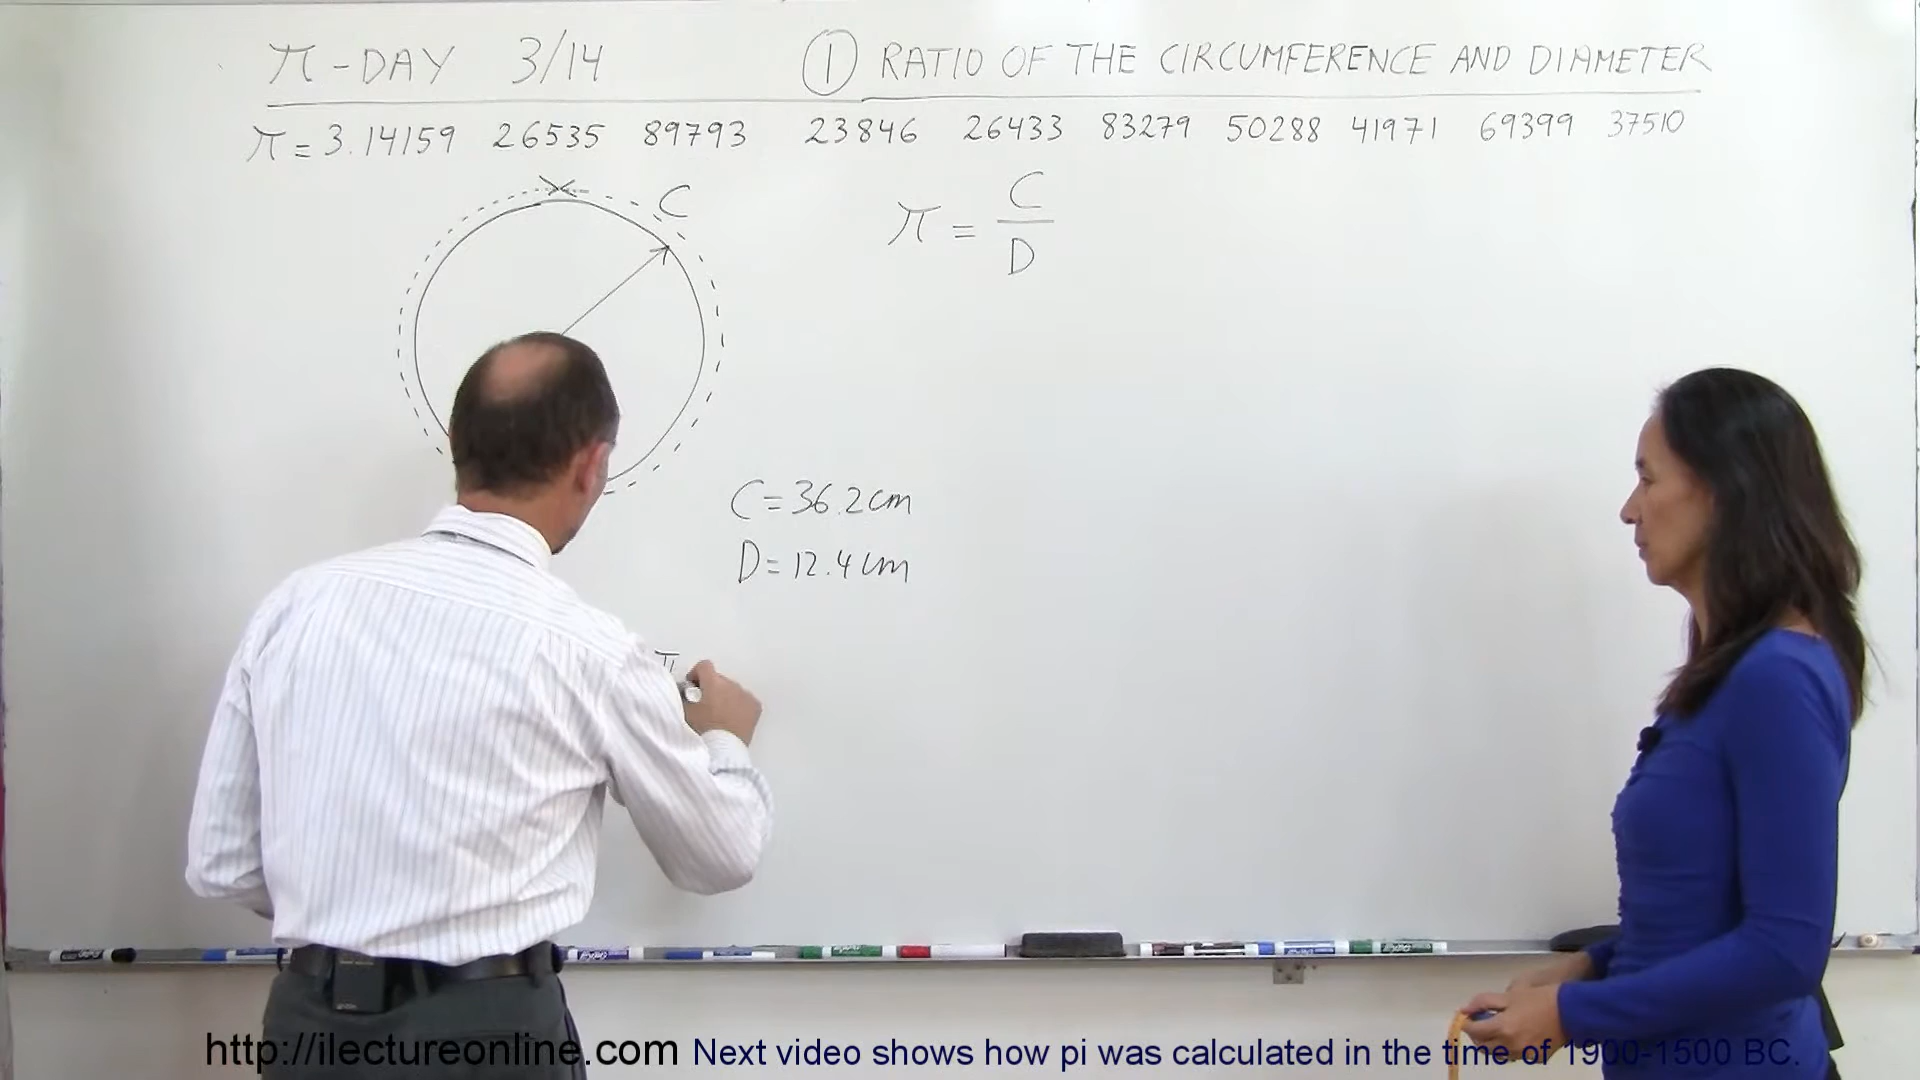 π-DAY 3/14 ① RATIO OF THE CIRCUMFERENCE AND DIAMETER
π = 3.14159 26535 89793 23846 26433 83279 50288 41971 69399 37510
C
π = C/D
C = 36.2 cm
D = 12.4 cm
π
http://ilectureonline.com Next video shows how pi was calculated in the time of 1900-1500 BC.